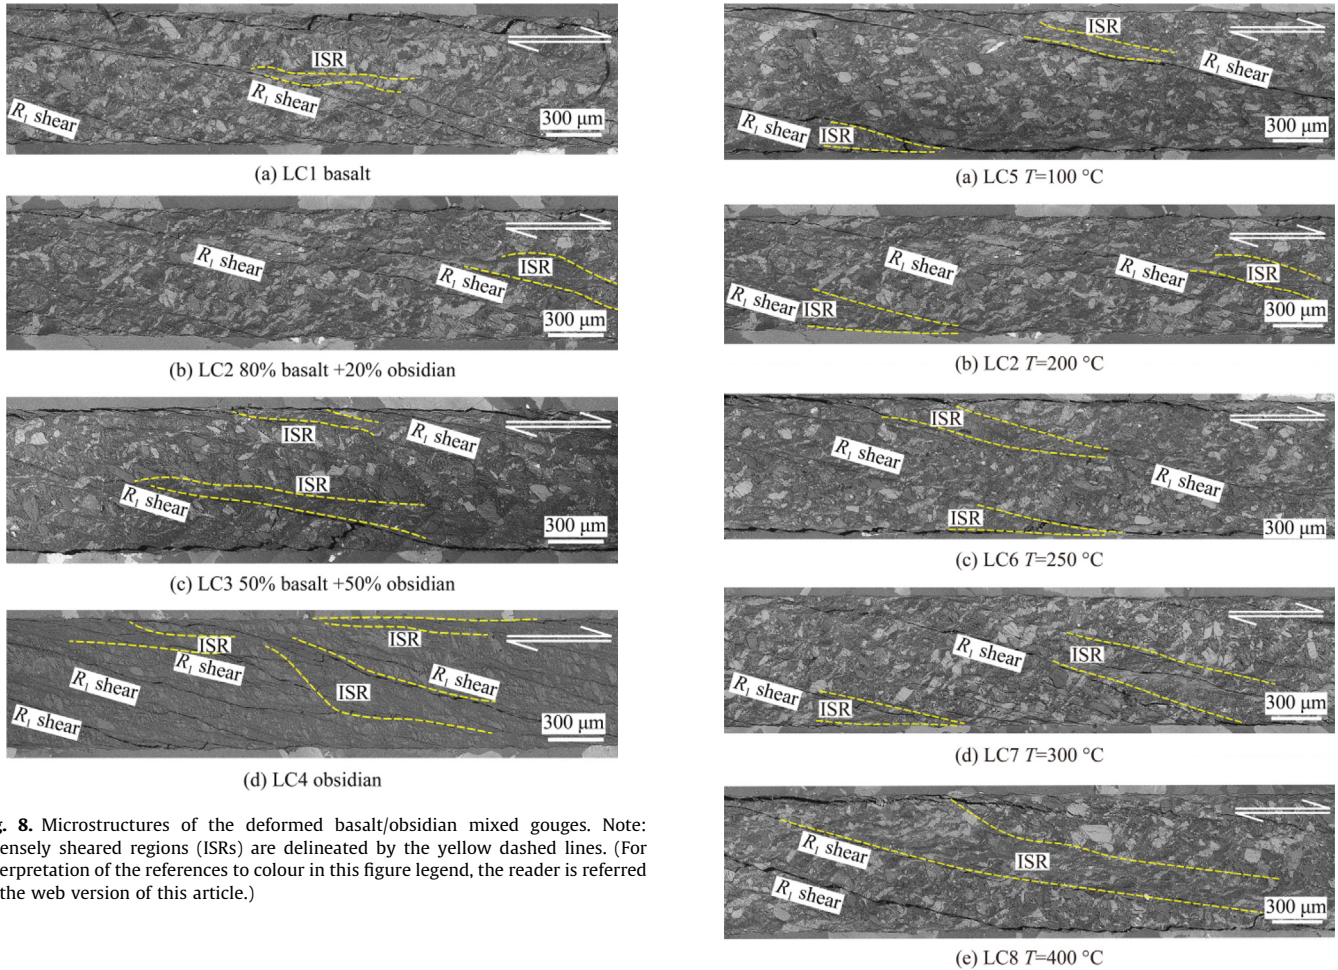 ISR
R1 shear
R1 shear
300 μm
(a) LC1 basalt
R1 shear
ISR
R1 shear
300 μm
(b) LC2 80% basalt +20% obsidian
ISR
R1 shear
ISR
R1 shear
300 μm
(c) LC3 50% basalt +50% obsidian
ISR
ISR
R1 shear
R1 shear
R1 shear
ISR
R1 shear
300 μm
(d) LC4 obsidian
g. 8. Microstructures of the deformed basalt/obsidian mixed gouges. Note:
ensely sheared regions (ISRs) are delineated by the yellow dashed lines. (For
erpretation of the references to colour in this figure legend, the reader is referred
the web version of this article.)
ISR
R1 shear
R1 shear
ISR
300 μm
(a) LC5 T=100 °C
R1 shear
R1 shear
ISR
R1 shear
ISR
300 μm
(b) LC2 T=200 °C
ISR
R1 shear
R1 shear
ISR
300 μm
(c) LC6 T=250 °C
R1 shear
ISR
R1 shear
ISR
300 μm
(d) LC7 T=300 °C
R1 shear
ISR
R1 shear
300 μm
(e) LC8 T=400 °C